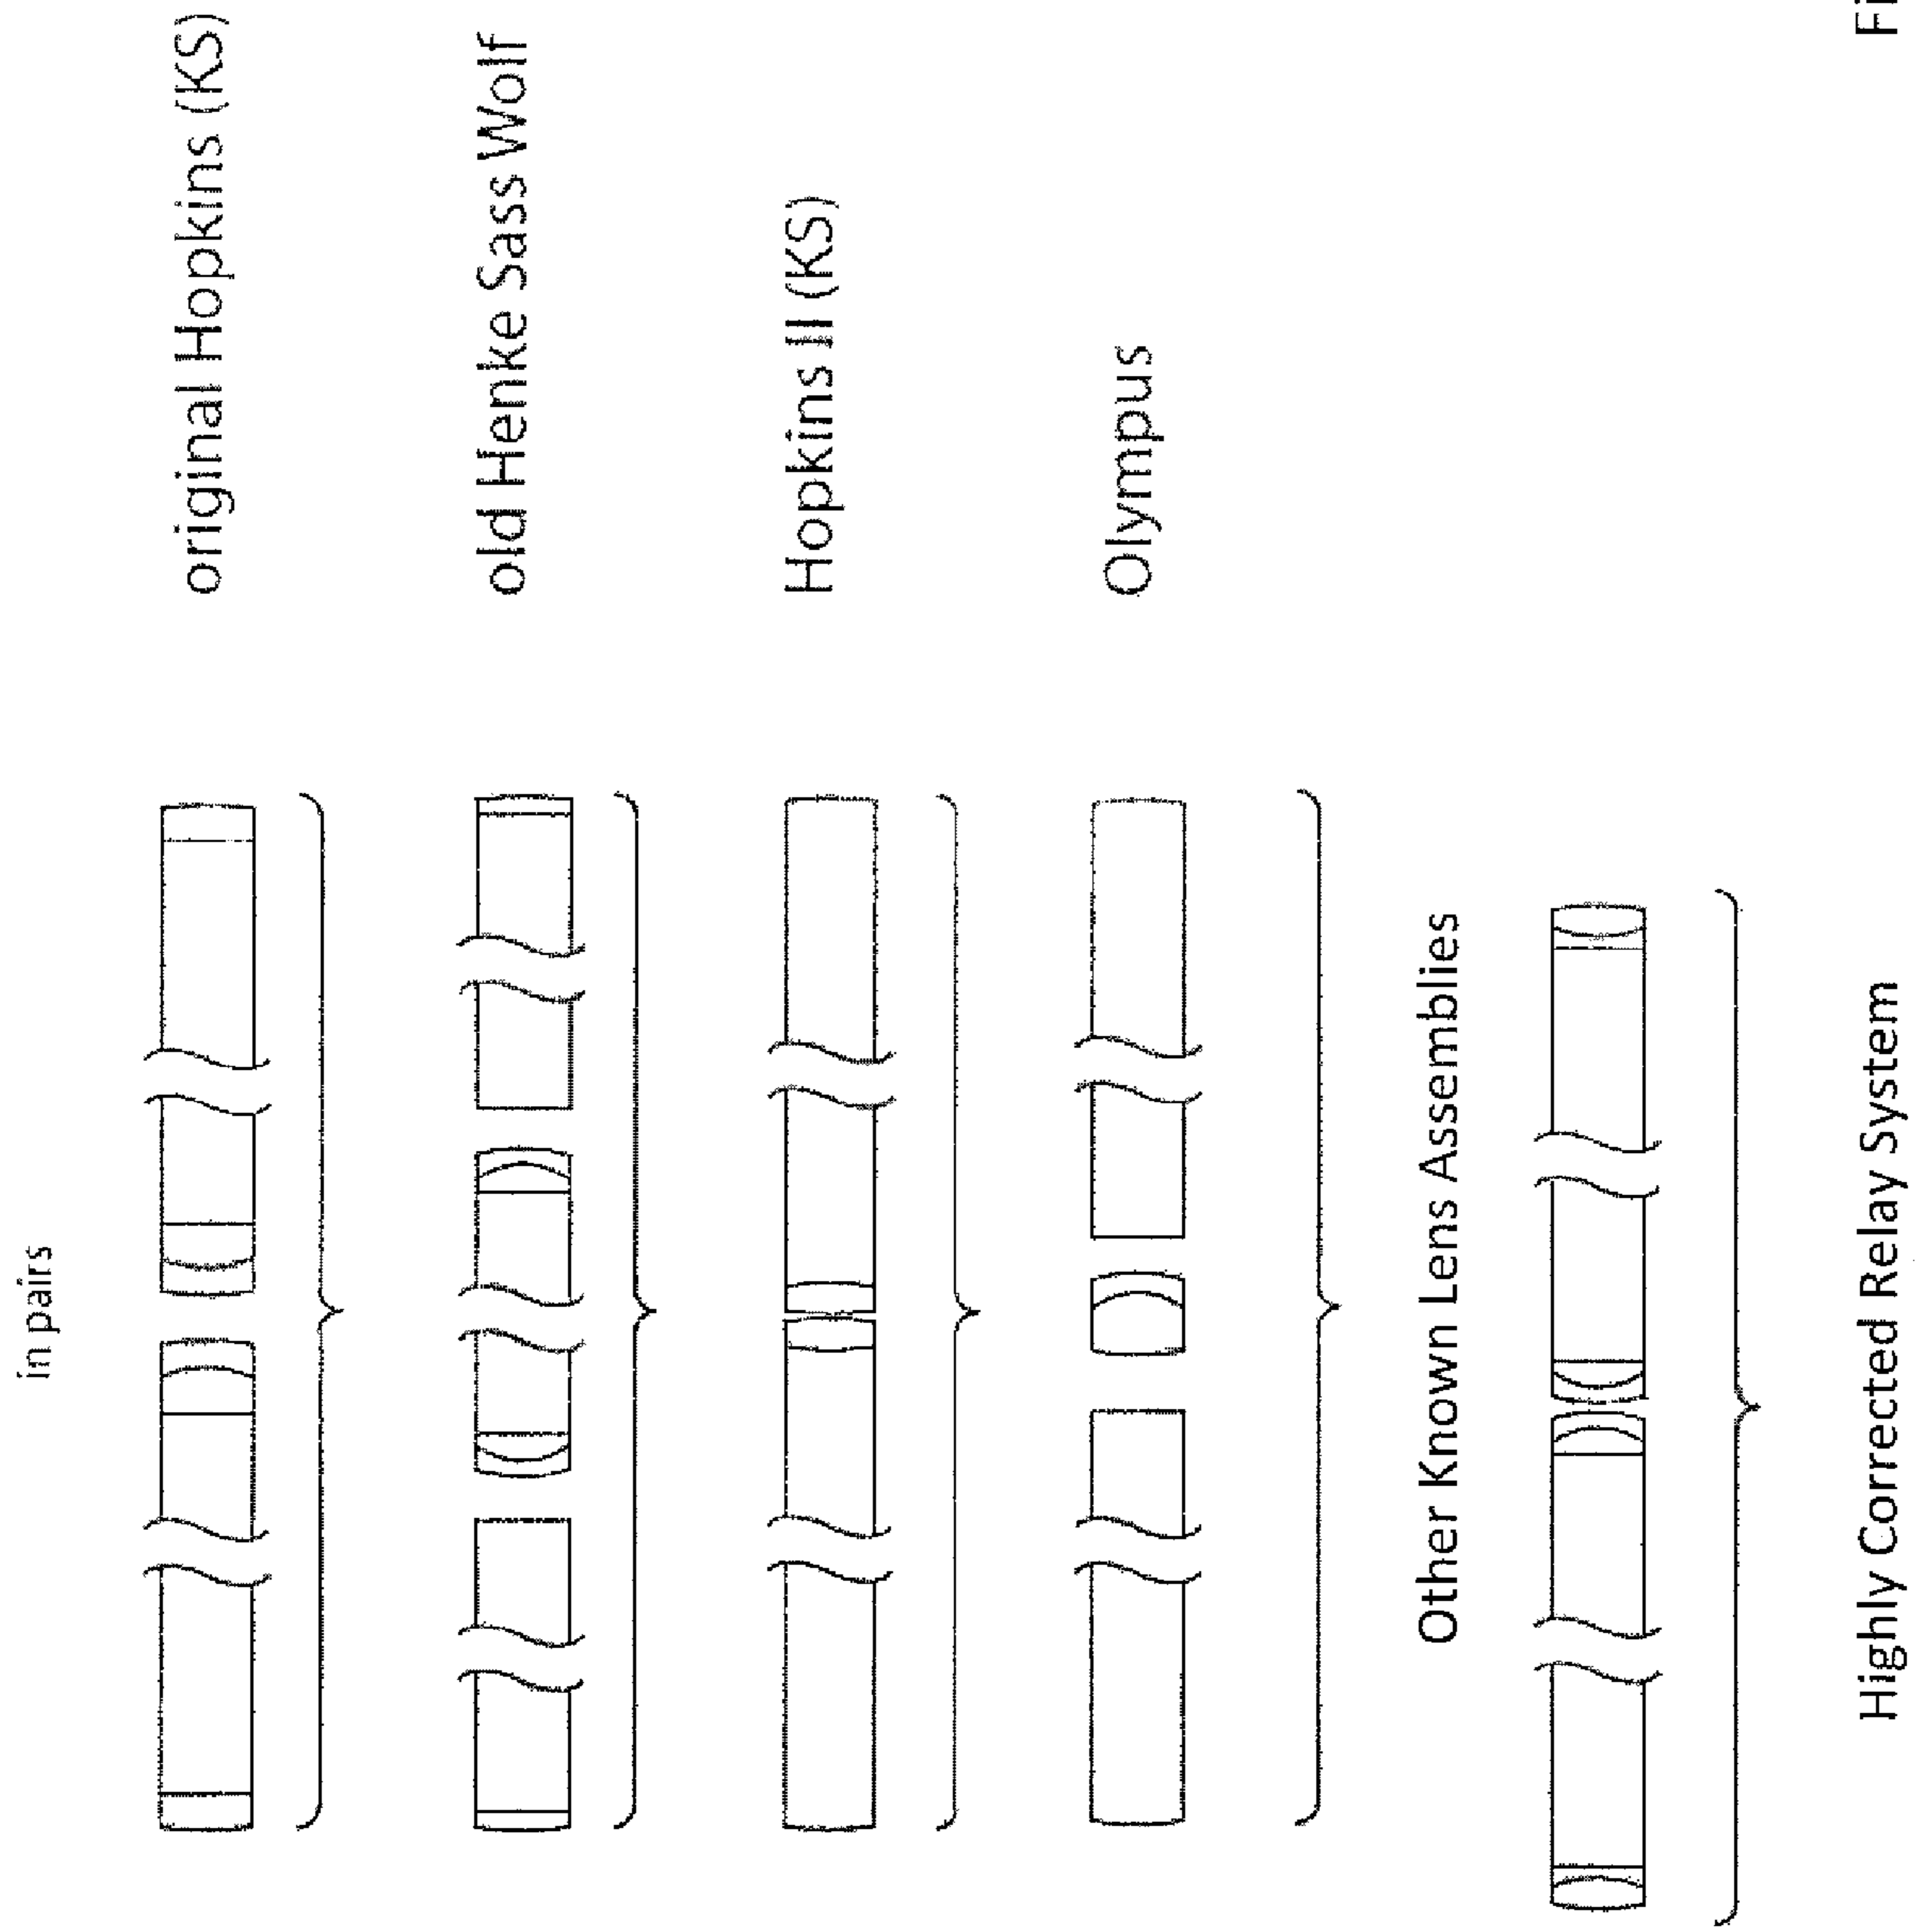 in pairs
original Hopkins (KS)
old Henke Sass Wolf
Hopkins II (KS)
Olympus
Other Known Lens Assemblies
Highly Corrected Relay System
Fi